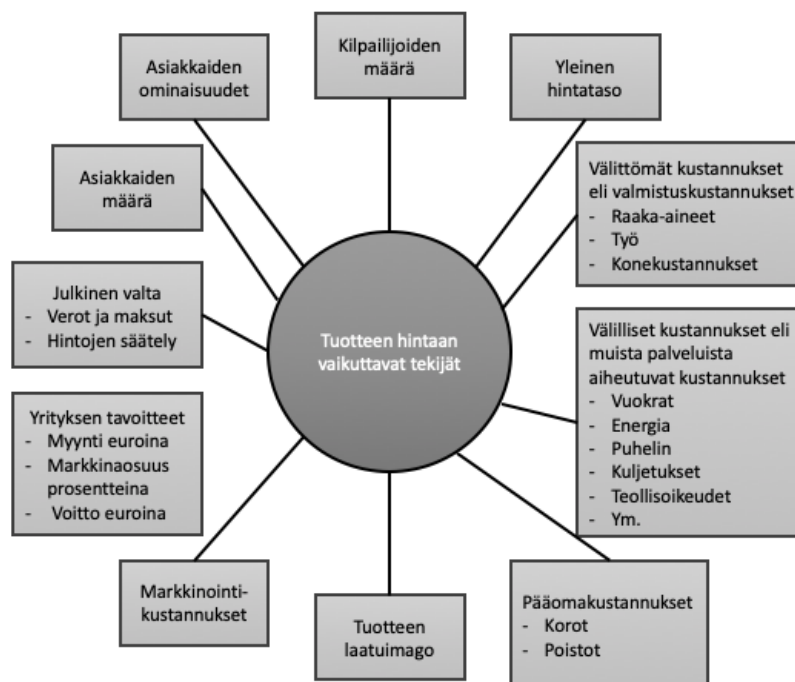 Asiakkaiden
ominaisuudet
Kilpailijoiden
määrä
Yleinen
hintataso
Asiakkaiden
määrä
Välittömät kustannukset
eli valmistuskustannukset
- Raaka-aineet
- Työ
- Konekustannukset
Julkinen valta
- Verot ja maksut
- Hintojen säätely
Tuotteen hintaan
vaikuttavat tekijät
Välilliset kustannukset eli
muista palveluista
aiheutuvat kustannukset
- Vuokrat
- Energia
- Puhelin
- Kuljetukset
- Teollisoikeudet
- Ym.
Yrityksen tavoitteet
- Myynti euroina
- Markkinaosuus
prosentteina
- Voitto euroina
Markkinointi-
kustannukset
Tuotteen
laatuimago
Pääomakustannukset
- Korot
- Poistot